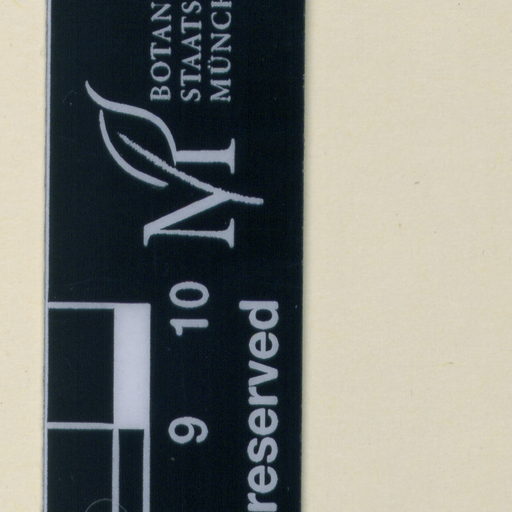 BOTAN
STAATS
MÜNCH
M
9 10
reserved